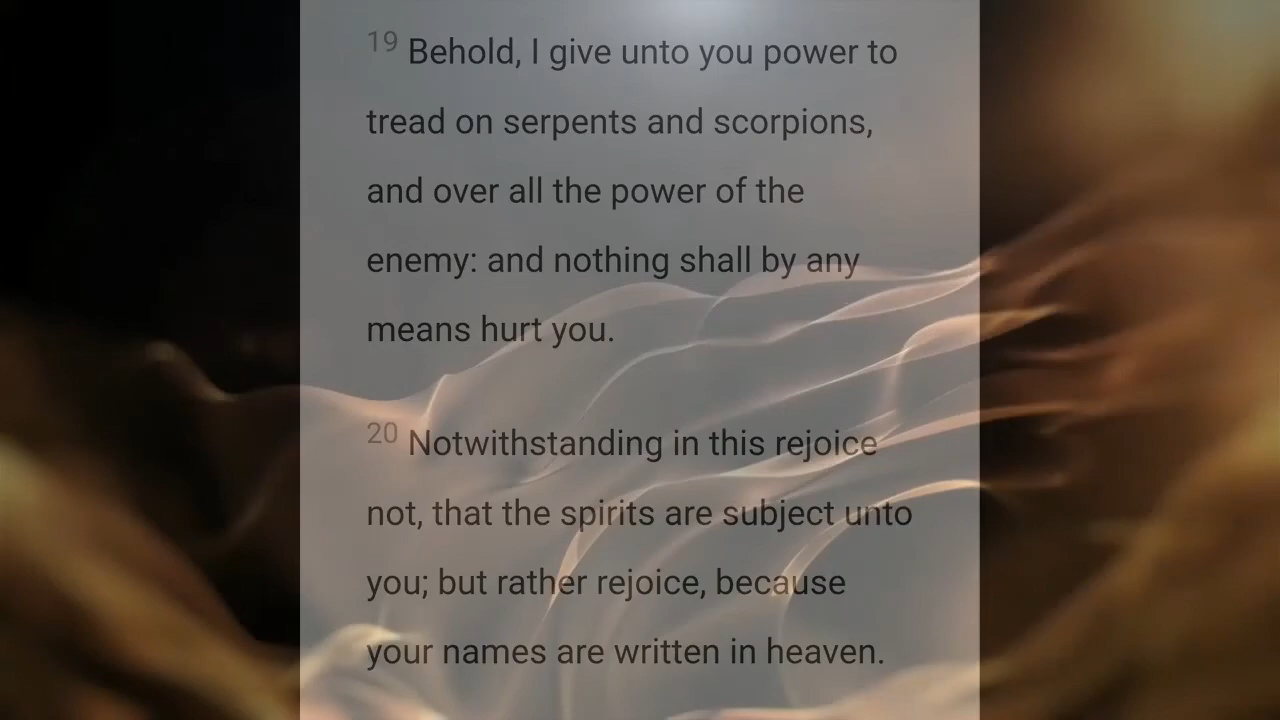 19 Behold, I give unto you power to
tread on serpents and scorpions,
and over all the power of the
enemy: and nothing shall by any
means hurt you.
20 Notwithstanding in this rejoice
not, that the spirits are subject unto
you; but rather rejoice, because
your names are written in heaven.